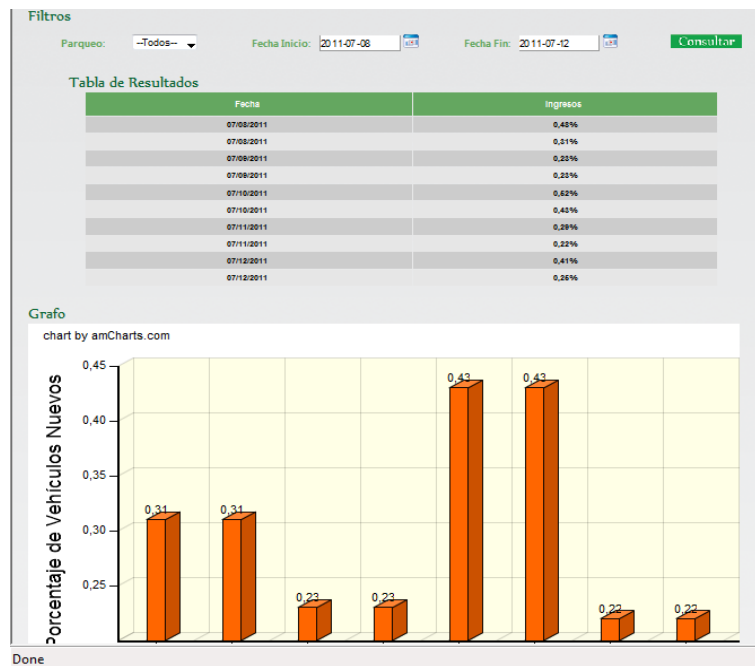 Filtros
Parqueo: --Todos-- Fecha Inicio: 2011-07-08 Fecha Fin: 2011-07-12 Consultar
Tabla de Resultados
Fecha Ingresos
07/08/2011 0,48%
07/08/2011 0,31%
07/09/2011 0,23%
07/09/2011 0,23%
07/10/2011 0,52%
07/10/2011 0,43%
07/11/2011 0,29%
07/11/2011 0,22%
07/12/2011 0,41%
07/12/2011 0,26%
Grafo
chart by amCharts.com
Porcentaje de Vehículos Nuevos
0,45
0,40
0,35
0,30
0,25
0,31 0,31 0,23 0,23 0,43 0,43 0,22 0,22
Done